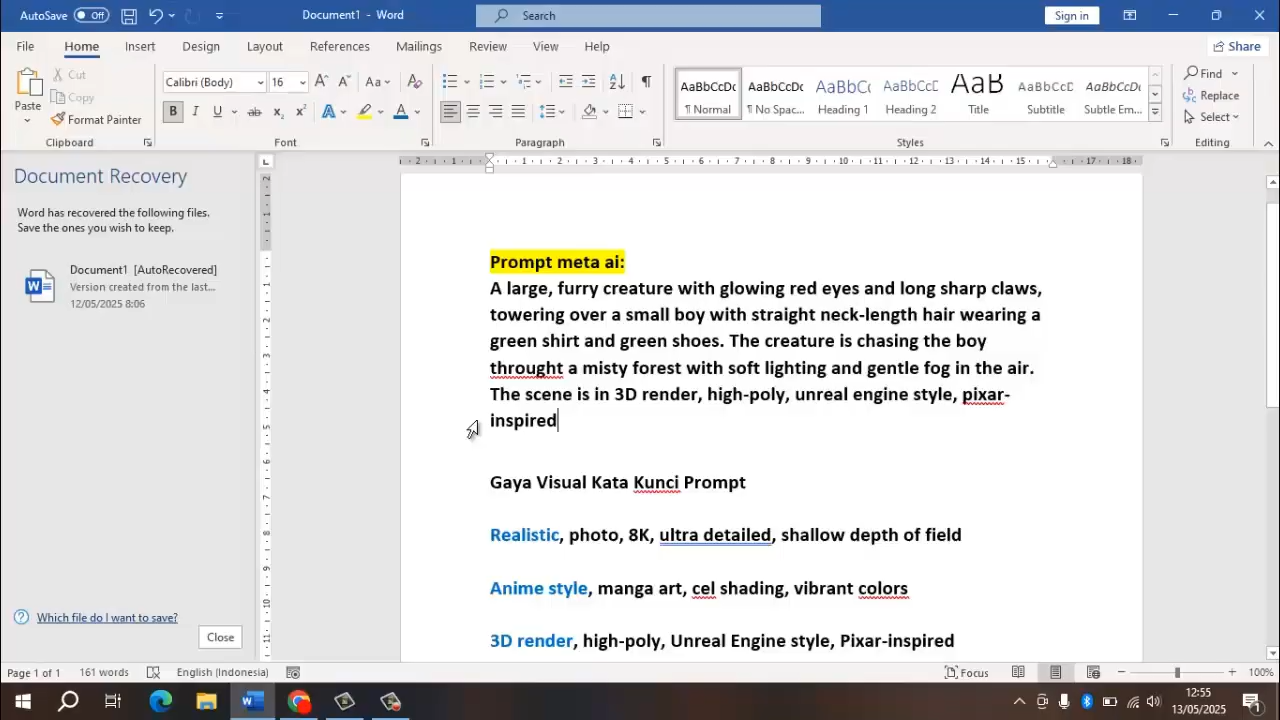 AutoSave Off
Document1 - Word
Search
Sign in
File Home Insert Design Layout References Mailings Review View Help
Share
Paste
Cut
Copy
Format Painter
Clipboard
Calibri (Body) 16
Font
Paragraph
AaBbCcDc AaBbCcDc AaBbCc AaBbCcC AaB AaBbCcD AaBbCcDc
¶ Normal ¶ No Spac... Heading 1 Heading 2 Title Subtitle Subtle Em...
Styles
Find
Replace
Select
Editing
Document Recovery
Word has recovered the following files.
Save the ones you wish to keep.
Document1 [AutoRecovered]
Version created from the last...
12/05/2025 8:06
Which file do I want to save?
Close
Prompt meta ai:
A large, furry creature with glowing red eyes and long sharp claws,
towering over a small boy with straight neck-length hair wearing a
green shirt and green shoes. The creature is chasing the boy
throught a misty forest with soft lighting and gentle fog in the air.
The scene is in 3D render, high-poly, unreal engine style, pixar-
inspired
Gaya Visual Kata Kunci Prompt
Realistic, photo, 8K, ultra detailed, shallow depth of field
Anime style, manga art, cel shading, vibrant colors
3D render, high-poly, Unreal Engine style, Pixar-inspired
Page 1 of 1 161 words English (Indonesia)
Focus
100%
12:55
13/05/2025